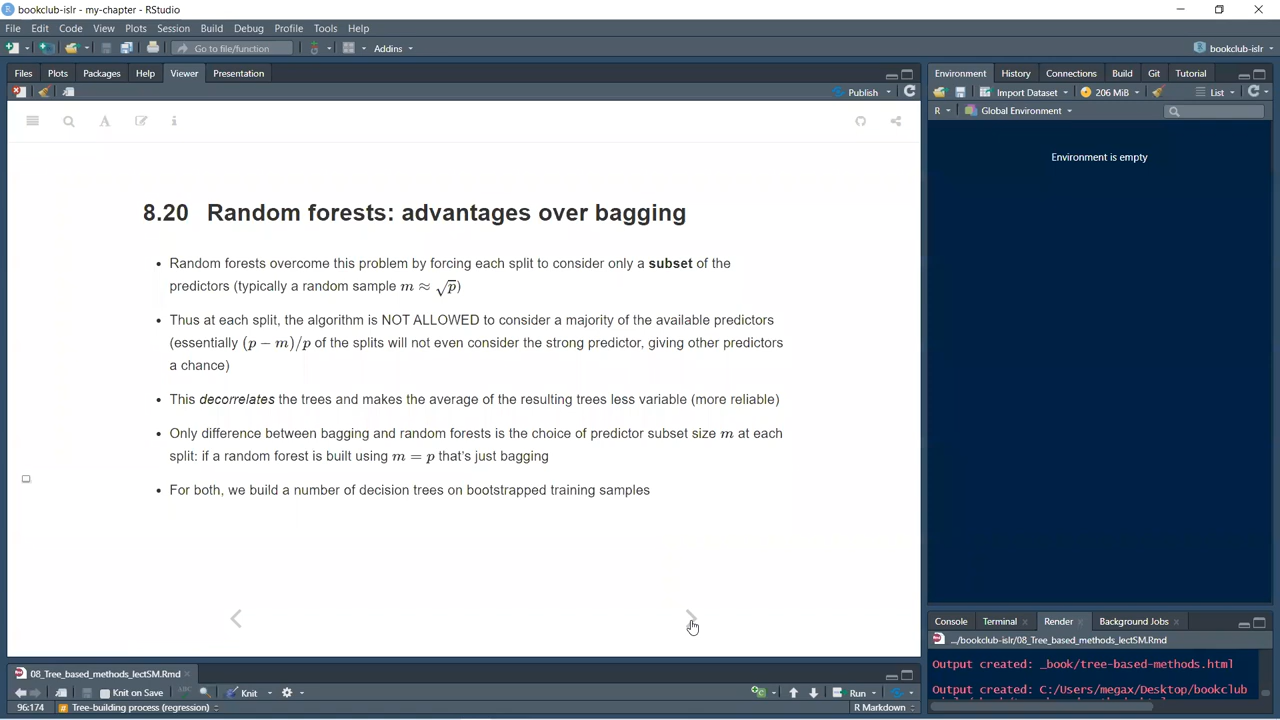 bookclub-islr - my-chapter - RStudio
File Edit Code View Plots Session Build Debug Profile Tools Help
Go to file/function Addins bookclub-islr
Files Plots Packages Help Viewer Presentation
Publish
8.20 Random forests: advantages over bagging
• Random forests overcome this problem by forcing each split to consider only a subset of the
predictors (typically a random sample m ≈ √p)
• Thus at each split, the algorithm is NOT ALLOWED to consider a majority of the available predictors
(essentially (p − m)/p of the splits will not even consider the strong predictor, giving other predictors
a chance)
• This decorrelates the trees and makes the average of the resulting trees less variable (more reliable)
• Only difference between bagging and random forests is the choice of predictor subset size m at each
split: if a random forest is built using m = p that's just bagging
• For both, we build a number of decision trees on bootstrapped training samples
08_Tree_based_methods_lectSM.Rmd
Knit on Save ABC Knit Run
96:174 # Tree-building process (regression) R Markdown
Environment History Connections Build Git Tutorial
Import Dataset 206 MiB List
R Global Environment
Environment is empty
Console Terminal Render Background Jobs
.../bookclub-islr/08_Tree_based_methods_lectSM.Rmd
Output created: _book/tree-based-methods.html
Output created: C:/Users/megax/Desktop/bookclub